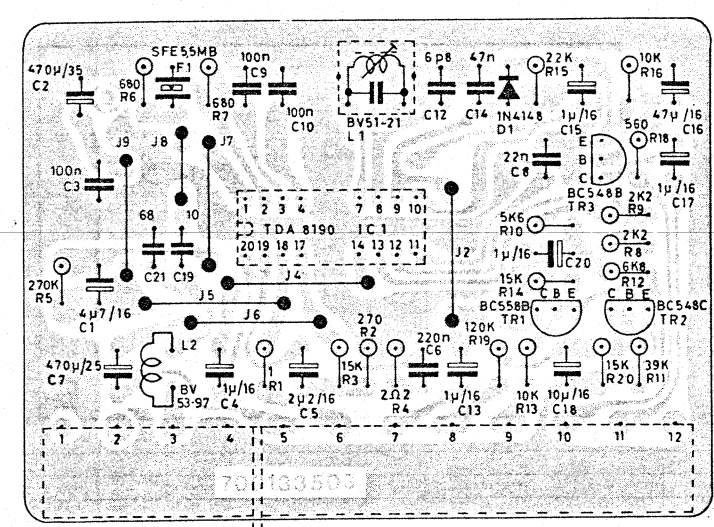 SFE 5,5MB
F1
470µ/35
C2
680
R6
680
R7
100n
C9
100n
C10
BV51-21
L1
6p8
C12
47n
C14
1N4148
D1
22K
R15
1µ/16
C15
10K
R16
47µ/16
C16
560
R18
J9
J8
J7
100n
C3
22n
C8
E
B
C
BC548B
TR3
1µ/16
C17
2K2
R9
1 2 3 4 7 8 9 10
TDA 8190 IC1
20 19 18 17 14 13 12 11
68
C21
10
C19
5K6
R10
2K2
R8
J2
1µ/16
C20
6K8
R12
270K
R5
4µ7/16
C1
J4
J5
J6
15K
R14
C B E
BC558B
TR1
C B E
BC548C
TR2
470µ/25
C7
L2
BV
53-97
1µ/16
C4
1
R1
2µ2/16
C5
15K
R3
270
R2
2Ω2
R4
220n
C6
1µ/16
C13
120K
R19
10K
R13
10µ/16
C18
15K
R20
39K
R11
1 2 3 4 5 6 7 8 9 10 11 12